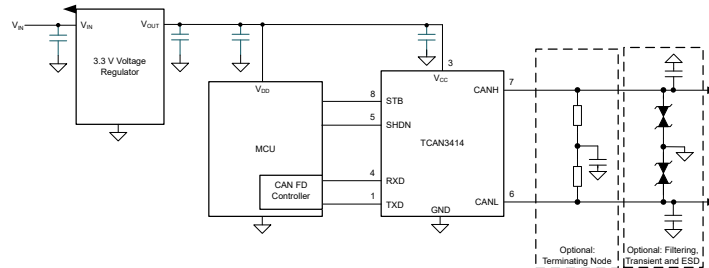 VIN
VIN
VOUT
3.3 V Voltage
Regulator
VDD
MCU
CAN FD
Controller
8
5
4
1
3
VCC
STB
SHDN
RXD
TXD
TCAN3414
GND
CANH
CANL
7
6
Optional:
Terminating Node
Optional: Filtering,
Transient and ESD